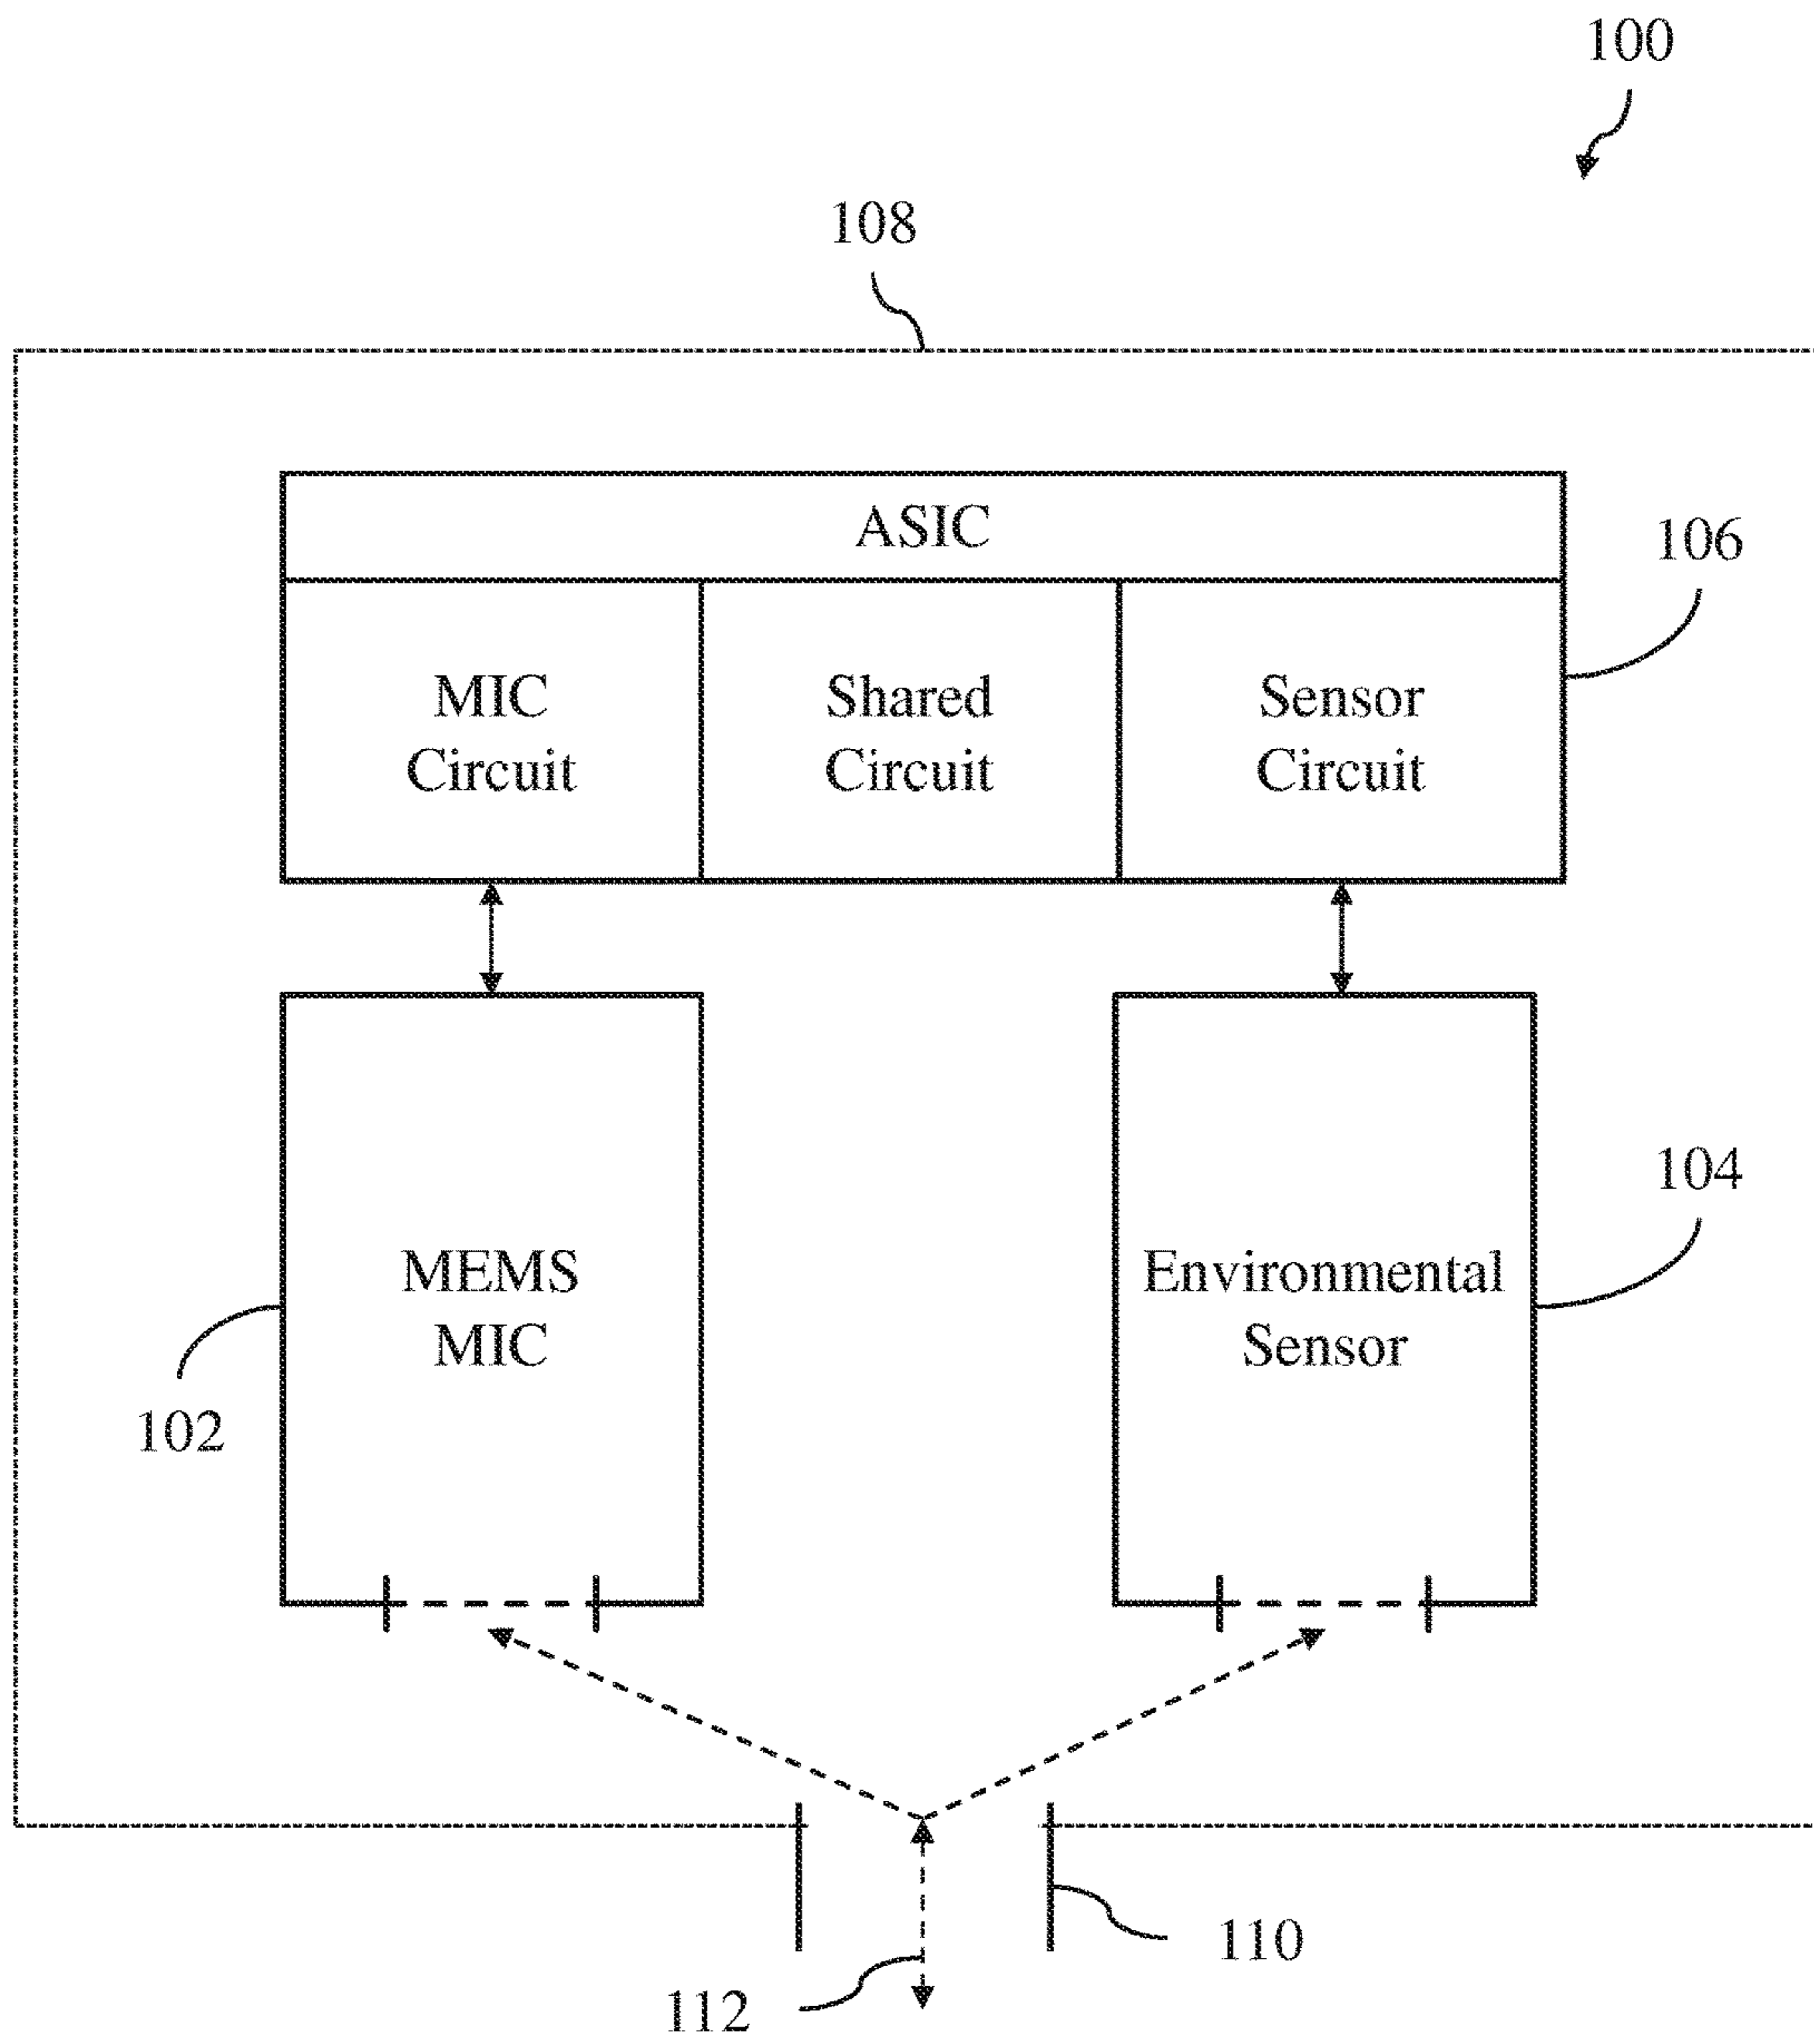 100
108
ASIC
106
MIC
Circuit
Shared
Circuit
Sensor
Circuit
104
MEMS
MIC
Environmental
Sensor
102
110
112